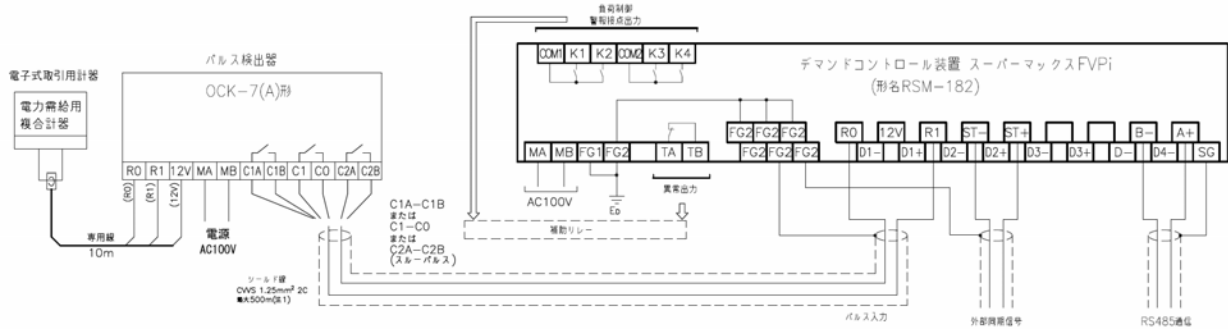 電子式取引用計器
電力需給用
複合計器
(R0)
(R1)
(12V)
専用線
10m
パルス検出器
OCK-7(A)形
R0 R1 12V MA MB C1A C1B C1 C0 C2A C2B
電源
AC100V
C1A-C1B
または
C1-C0
または
C2A-C2B
(スルーパルス)
シールド線
CWS 1.25mm² 2C
最大500m(※1)
負荷制御
警報接点出力
COM1 K1 K2 COM2 K3 K4
デマンドコントロール装置 スーパーマックスFVPi
(形名RSM-182)
FG2 FG2 FG2 R0 12V R1 ST- ST+ B- A+
MA MB FG1 FG2 TA TB FG2 FG2 FG2 D1- D1+ D2- D2+ D3- D3+ D- D4- SG
AC100V
ED
異常出力
補助リレー
パルス入力
外部同期信号
RS485通信